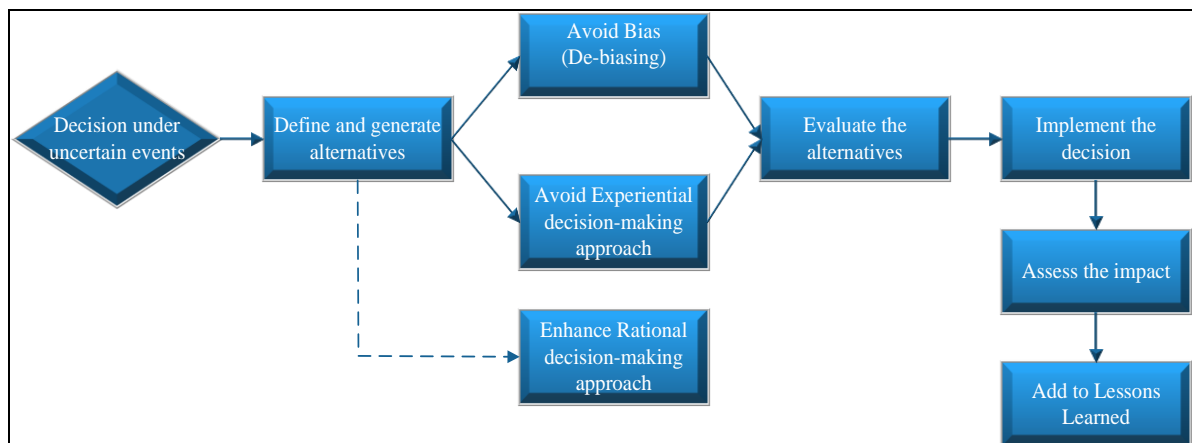 Decision under
uncertain events
Define and generate
alternatives
Avoid Bias
(De-biasing)
Avoid Experiential
decision-making
approach
Enhance Rational
decision-making
approach
Evaluate the
alternatives
Implement the
decision
Assess the impact
Add to Lessons
Learned